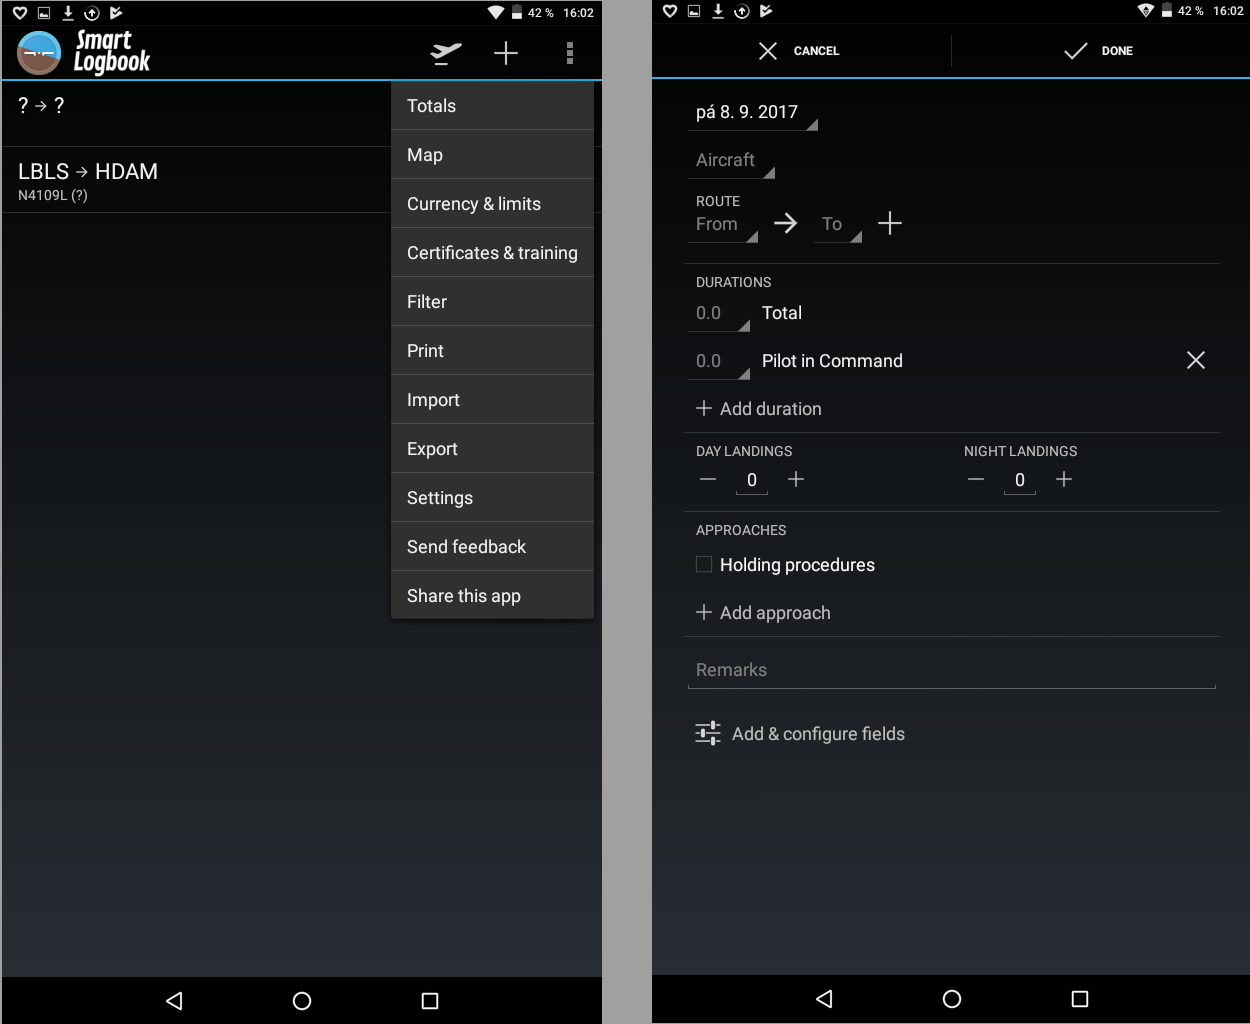 42 % 16:02
Smart
Logbook
? → ?
LBLS → HDAM
N4109L (?)
Totals
Map
Currency & limits
Certificates & training
Filter
Print
Import
Export
Settings
Send feedback
Share this app
42 % 16:02
CANCEL
DONE
pá 8. 9. 2017
Aircraft
ROUTE
From → To
DURATIONS
0.0 Total
0.0 Pilot in Command
Add duration
DAY LANDINGS
0
NIGHT LANDINGS
0
APPROACHES
Holding procedures
Add approach
Remarks
Add & configure fields